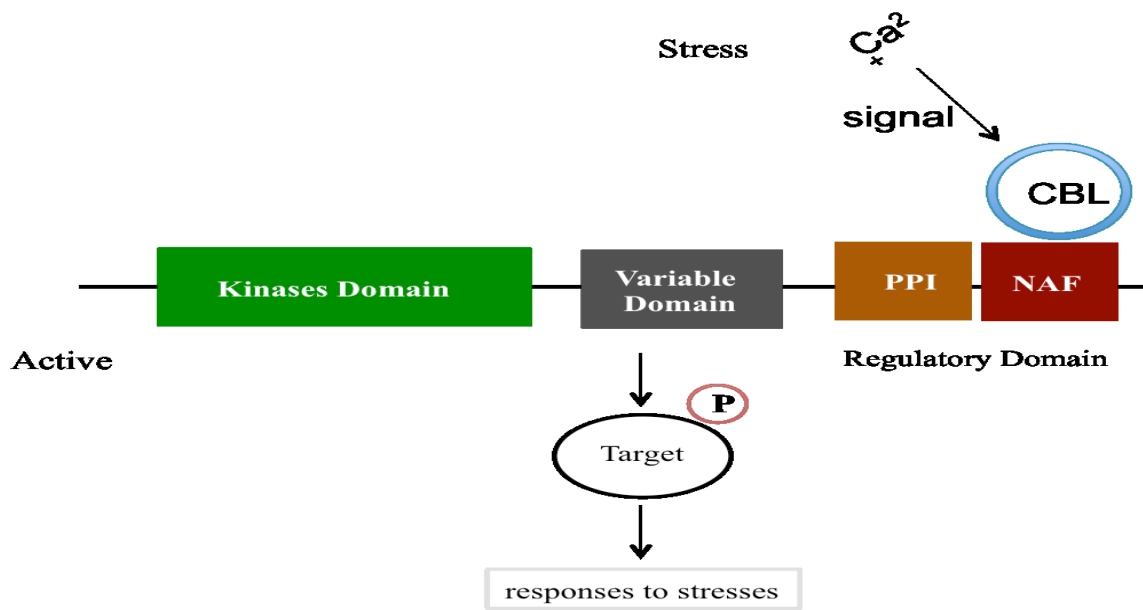 Stress
Ca²
+
signal
CBL
Kinases Domain
Variable
Domain
PPI
NAF
Active
Regulatory Domain
P
Target
responses to stresses